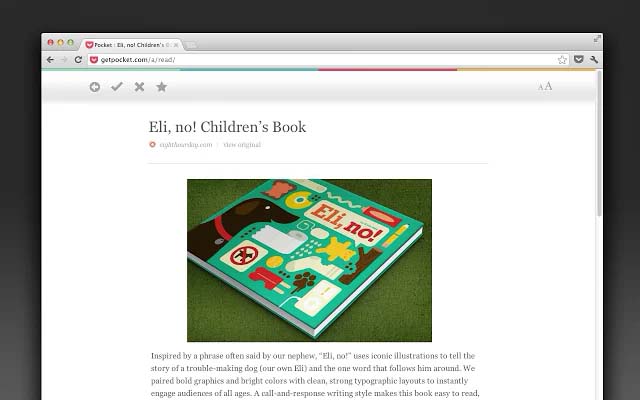 Pocket : Eli, no! Children's B
getpocket.com/a/read/
A A
Eli, no! Children's Book
eighthourday.com | view original
Eli,
no!
Inspired by a phrase often said by our nephew, “Eli, no!” uses iconic illustrations to tell the
story of a trouble-making dog (our own Eli) and the one word that follows him around. We
paired bold graphics and bright colors with clean, strong typographic layouts to instantly
engage audiences of all ages. A call-and-response writing style makes this book easy to read,